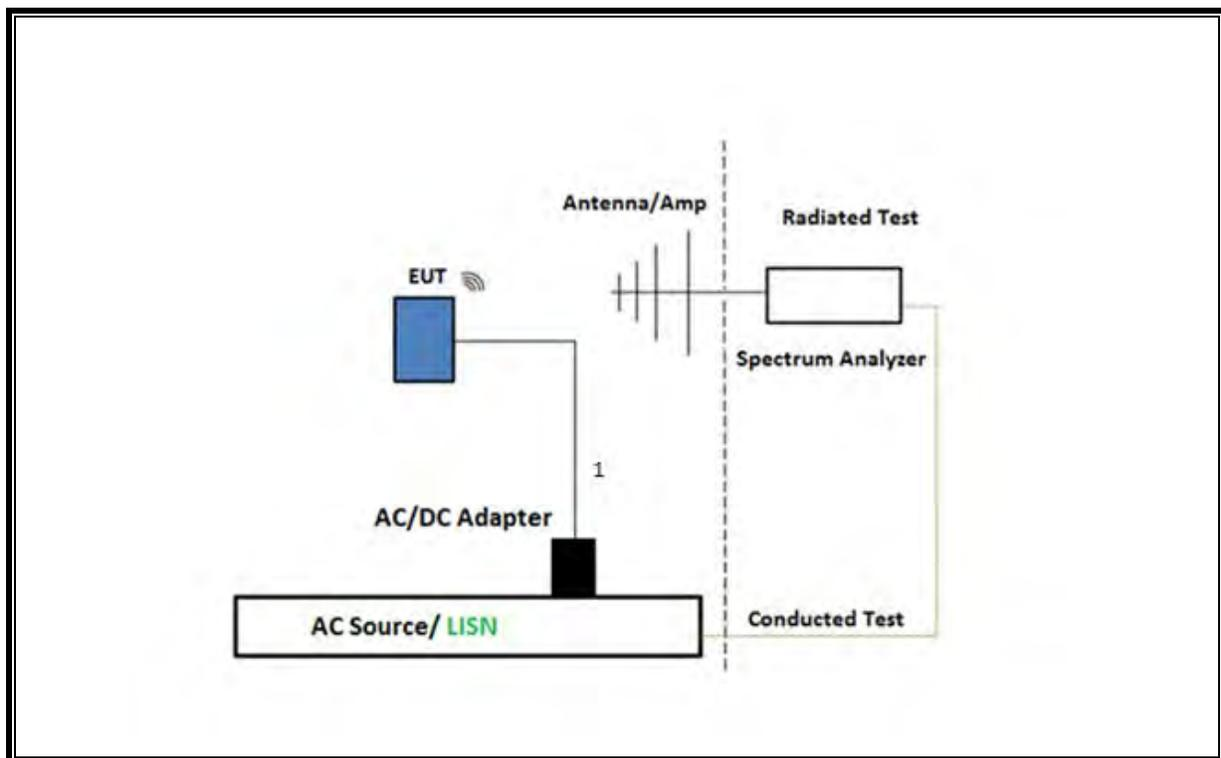 Antenna/Amp
Radiated Test
EUT
Spectrum Analyzer
1
AC/DC Adapter
AC Source/ LISN
Conducted Test